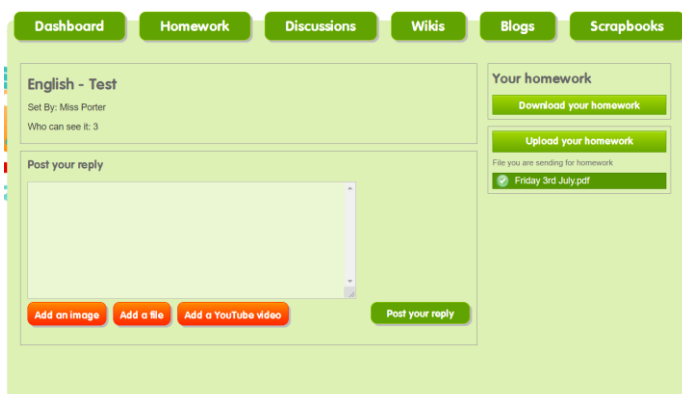 Dashboard Homework Discussions Wikis Blogs Scrapbooks
English - Test
Set By: Miss Porter
Who can see it: 3
Post your reply
Add an image Add a file Add a YouTube video Post your reply
Your homework
Download your homework
Upload your homework
File you are sending for homework
Friday 3rd July.pdf